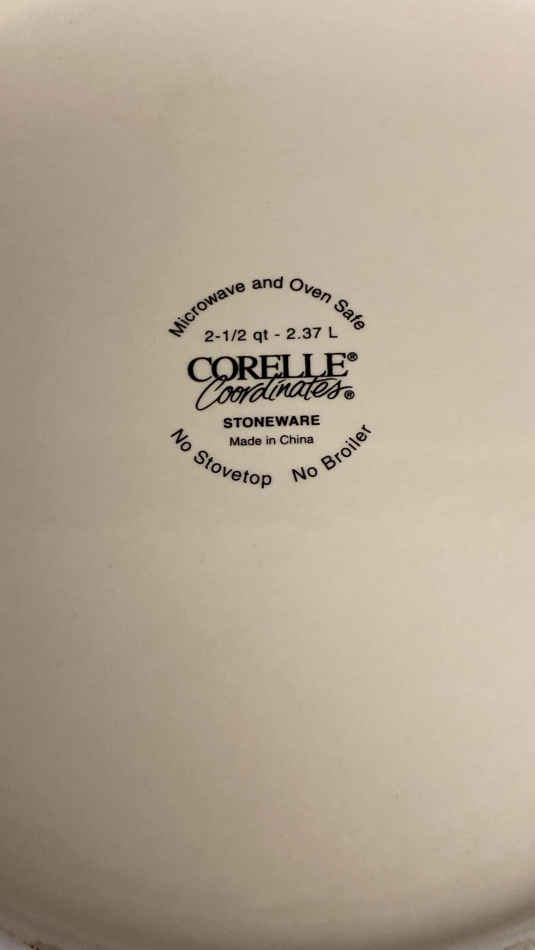 Microwave and Oven Safe
2-1/2 qt - 2.37 L
CORELLE®
Coordinates®
STONEWARE
Made in China
No Stovetop No Broiler